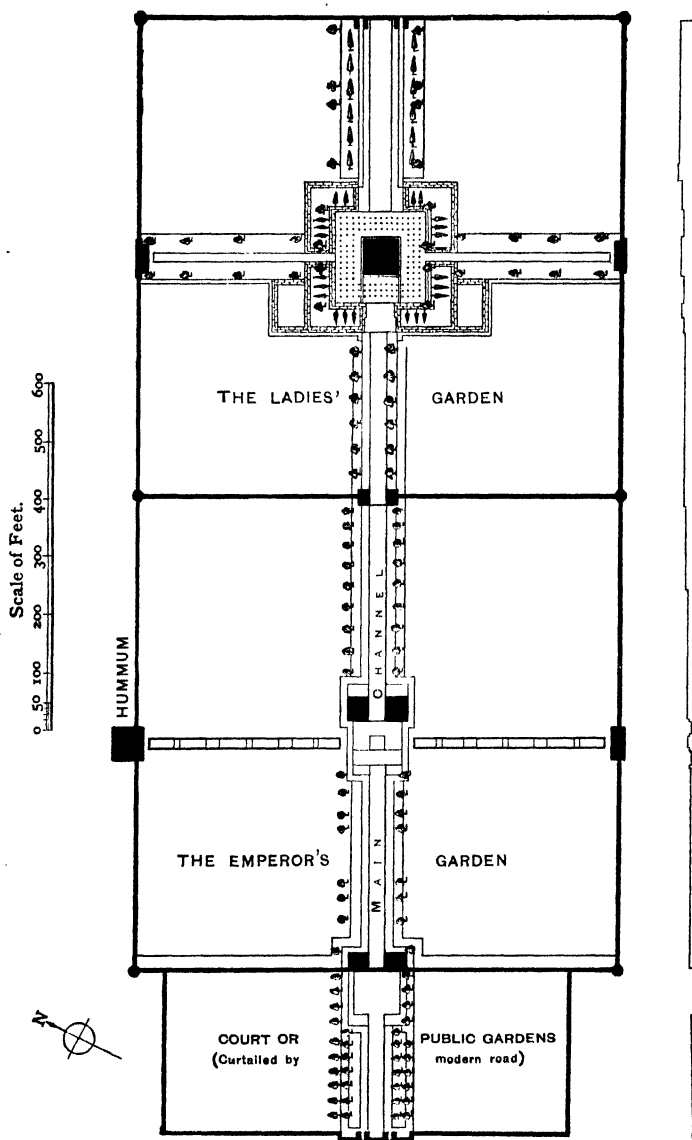 THE LADIES' GARDEN
600
500
400
300
200
100
50
0
Scale of Feet.
HUMMUM
MAIN CHANNEL
THE EMPEROR'S GARDEN
N
COURT OR PUBLIC GARDENS
(Curtailed by modern road)